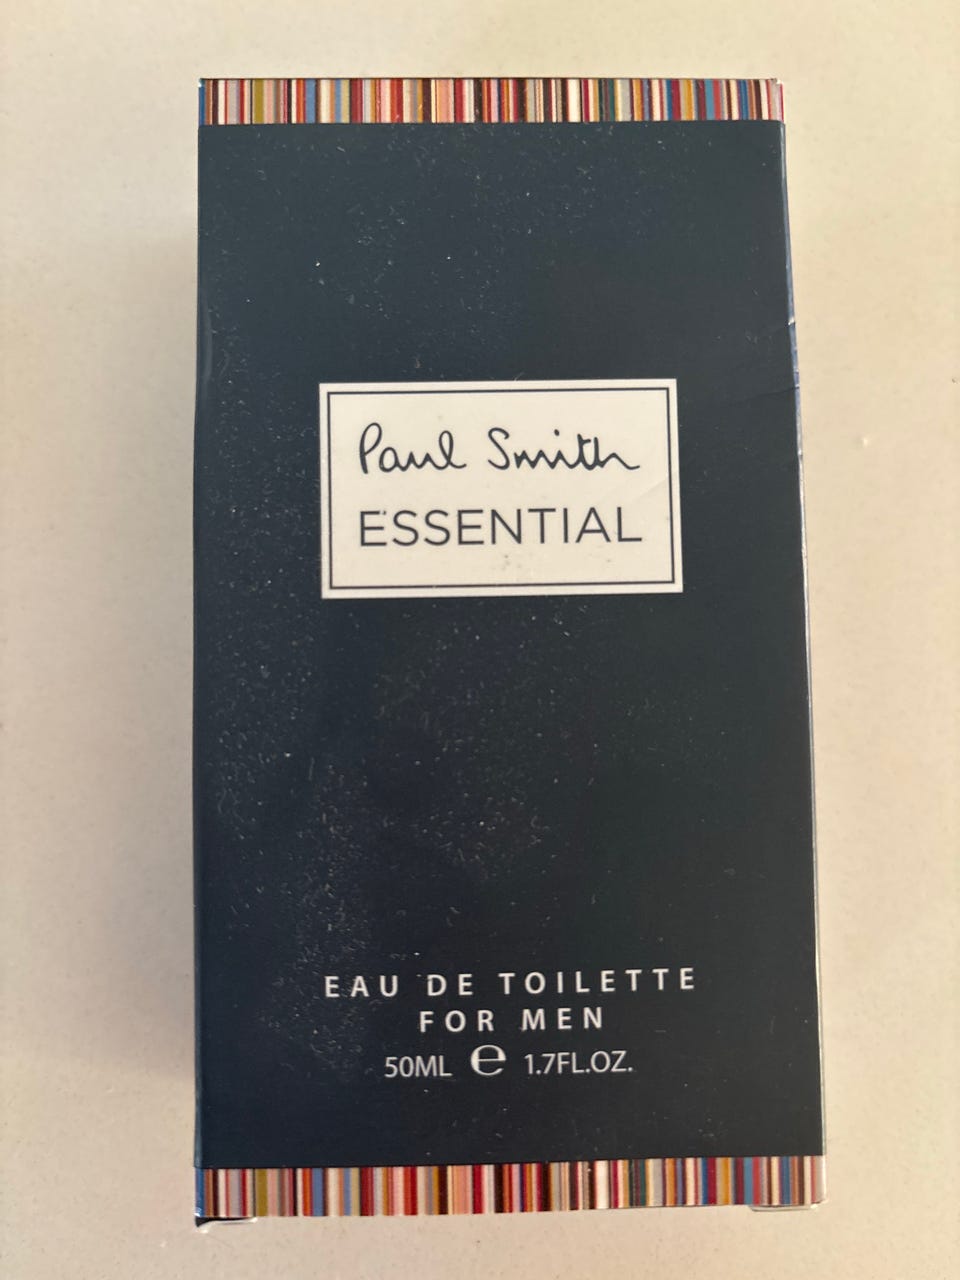 Paul Smith
ESSENTIAL
EAU DE TOILETTE
FOR MEN
50ML ℮ 1.7FL.OZ.